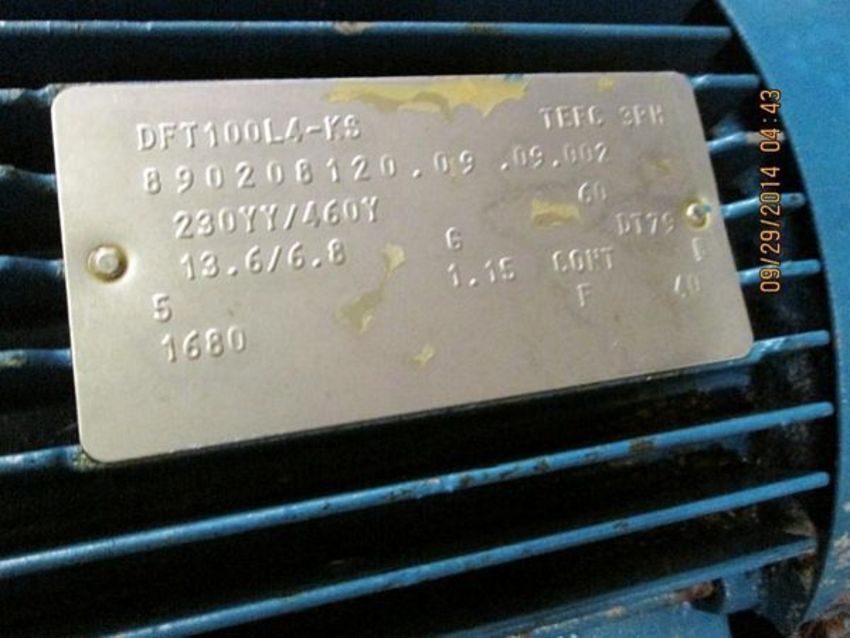 DFT100L4-KS TEFC 3PH
890208120.09 .09.002
230YY/460Y 60
13.6/6.8 G DT79
5 1.15 CONT
1680 F 40
09/29/2014 04:43